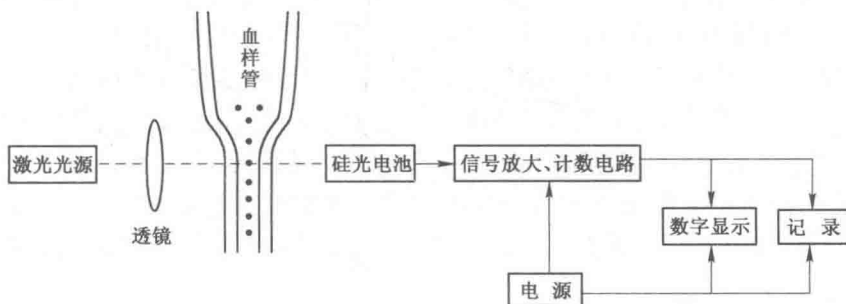 血样管
激光光源
透镜
硅光电池
信号放大、计数电路
数字显示
记 录
电 源